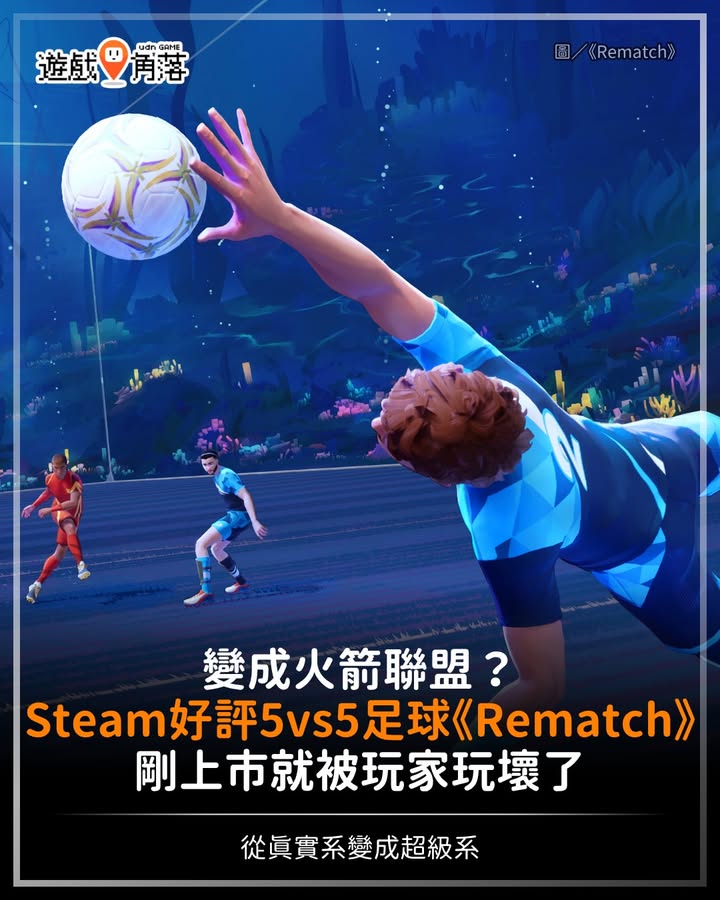 udn GAME
遊戲角落
圖／《Rematch》
2
變成火箭聯盟？
Steam好評5vs5足球《Rematch》
剛上市就被玩家玩壞了
從真實系變成超級系